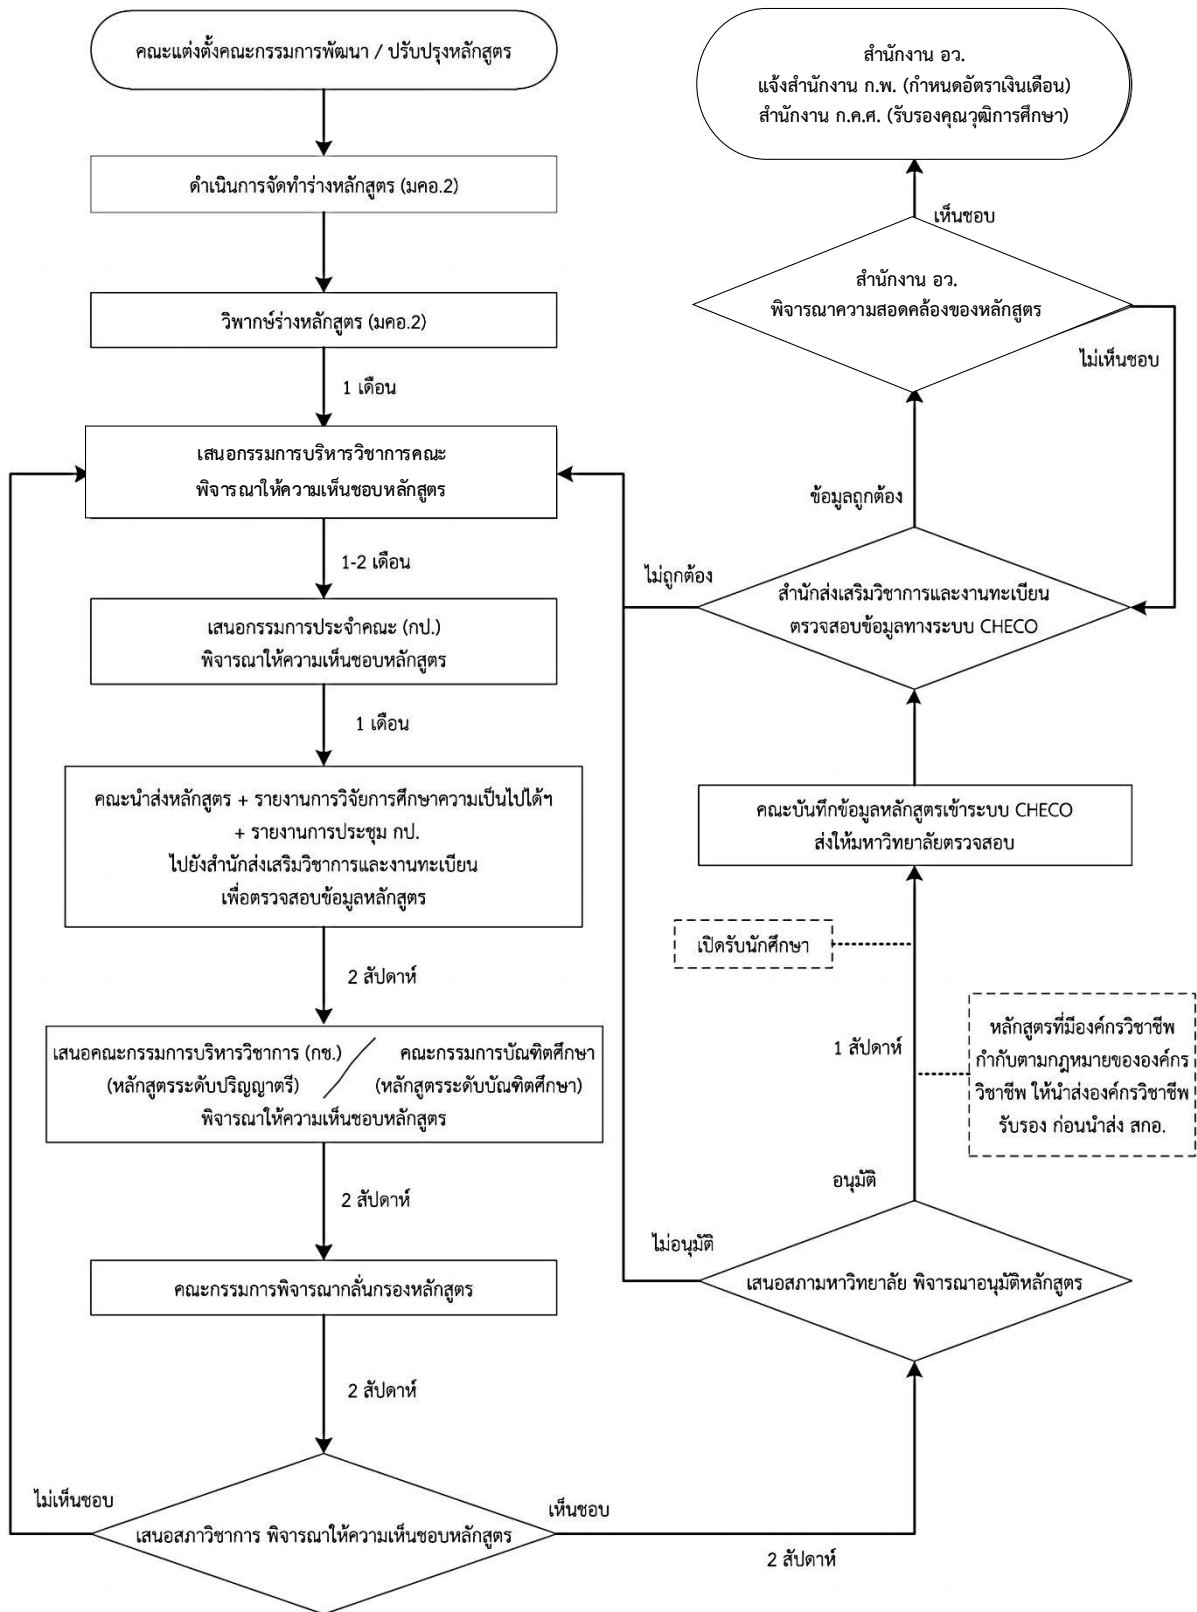 คณะแต่งตั้งคณะกรรมการพัฒนา / ปรับปรุงหลักสูตร
ดำเนินการจัดทำร่างหลักสูตร (มคอ.2)
วิพากษ์ร่างหลักสูตร (มคอ.2)
1 เดือน
เสนอกรรมการบริหารวิชาการคณะ
พิจารณาให้ความเห็นชอบหลักสูตร
1-2 เดือน
เสนอกรรมการประจำคณะ (กป.)
พิจารณาให้ความเห็นชอบหลักสูตร
1 เดือน
คณะนำส่งหลักสูตร + รายงานการวิจัยการศึกษาความเป็นไปได้ฯ
+ รายงานการประชุม กป.
ไปยังสำนักส่งเสริมวิชาการและงานทะเบียน
เพื่อตรวจสอบข้อมูลหลักสูตร
2 สัปดาห์
เสนอคณะกรรมการบริหารวิชาการ (กช.)
(หลักสูตรระดับปริญญาตรี)
คณะกรรมการบัณฑิตศึกษา
(หลักสูตรระดับบัณฑิตศึกษา)
พิจารณาให้ความเห็นชอบหลักสูตร
2 สัปดาห์
คณะกรรมการพิจารณากลั่นกรองหลักสูตร
2 สัปดาห์
เสนอสภาวิชาการ พิจารณาให้ความเห็นชอบหลักสูตร
ไม่เห็นชอบ
เห็นชอบ
2 สัปดาห์
เสนอสภามหาวิทยาลัย พิจารณาอนุมัติหลักสูตร
ไม่อนุมัติ
อนุมัติ
1 สัปดาห์
หลักสูตรที่มีองค์กรวิชาชีพ
กำกับตามกฎหมายขององค์กร
วิชาชีพ ให้นำส่งองค์กรวิชาชีพ
รับรอง ก่อนนำส่ง สกอ.
เปิดรับนักศึกษา
คณะบันทึกข้อมูลหลักสูตรเข้าระบบ CHECO
ส่งให้มหาวิทยาลัยตรวจสอบ
สำนักส่งเสริมวิชาการและงานทะเบียน
ตรวจสอบข้อมูลทางระบบ CHECO
ไม่ถูกต้อง
ข้อมูลถูกต้อง
สำนักงาน อว.
พิจารณาความสอดคล้องของหลักสูตร
ไม่เห็นชอบ
เห็นชอบ
สำนักงาน อว.
แจ้งสำนักงาน ก.พ. (กำหนดอัตราเงินเดือน)
สำนักงาน ก.ค.ศ. (รับรองคุณวุฒิการศึกษา)